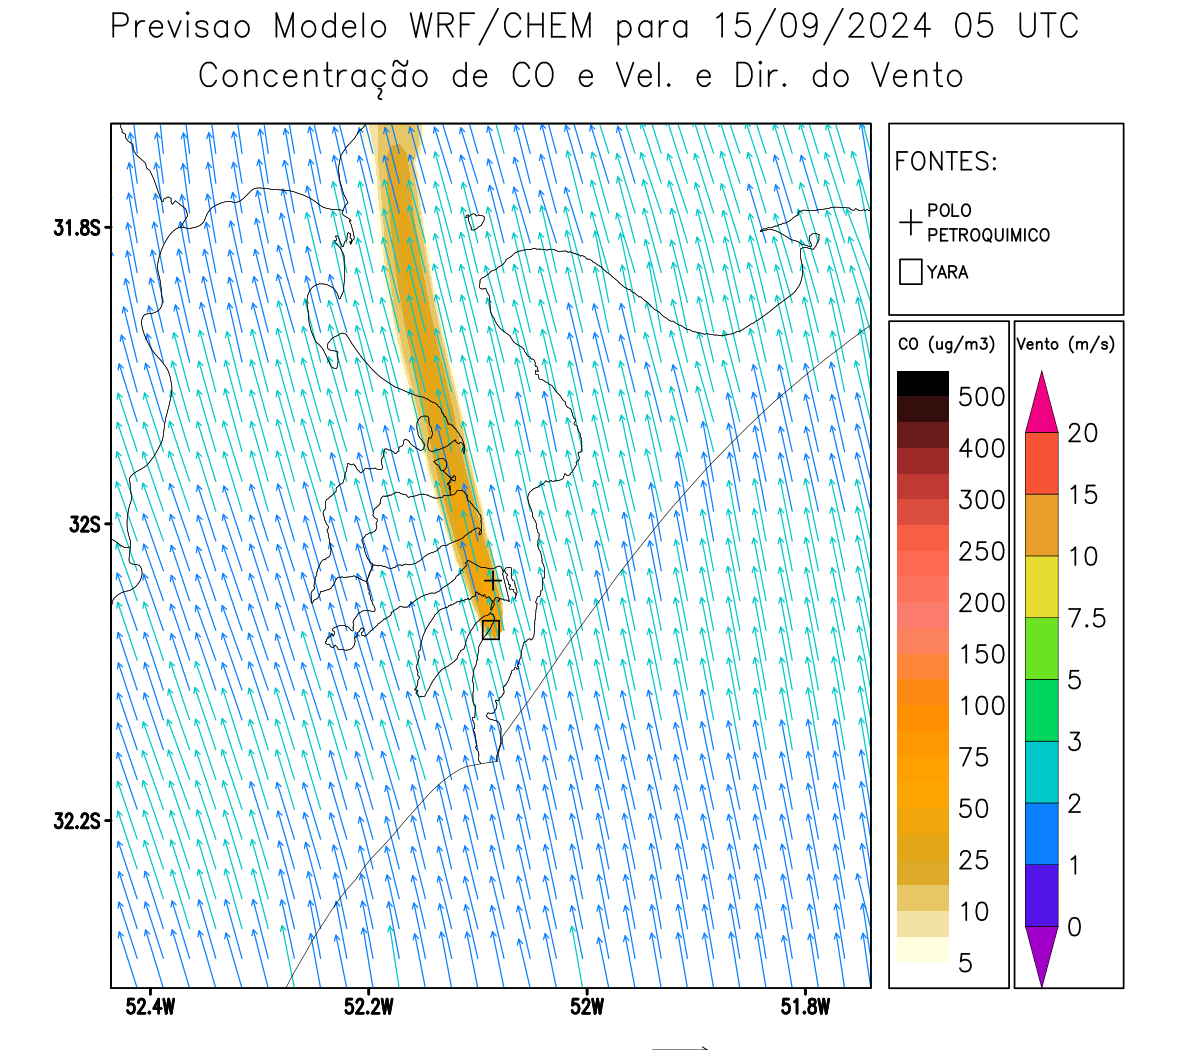 Previsao Modelo WRF/CHEM para 15/09/2024 05 UTC
Concentração de CO e Vel. e Dir. do Vento
FONTES:
POLO
PETROQUIMICO
YARA
31.8S
32S
32.2S
52.4W
52.2W
52W
51.8W
CO (ug/m3)
500
400
300
250
200
150
100
75
50
25
10
5
Vento (m/s)
20
15
10
7.5
5
3
2
1
0